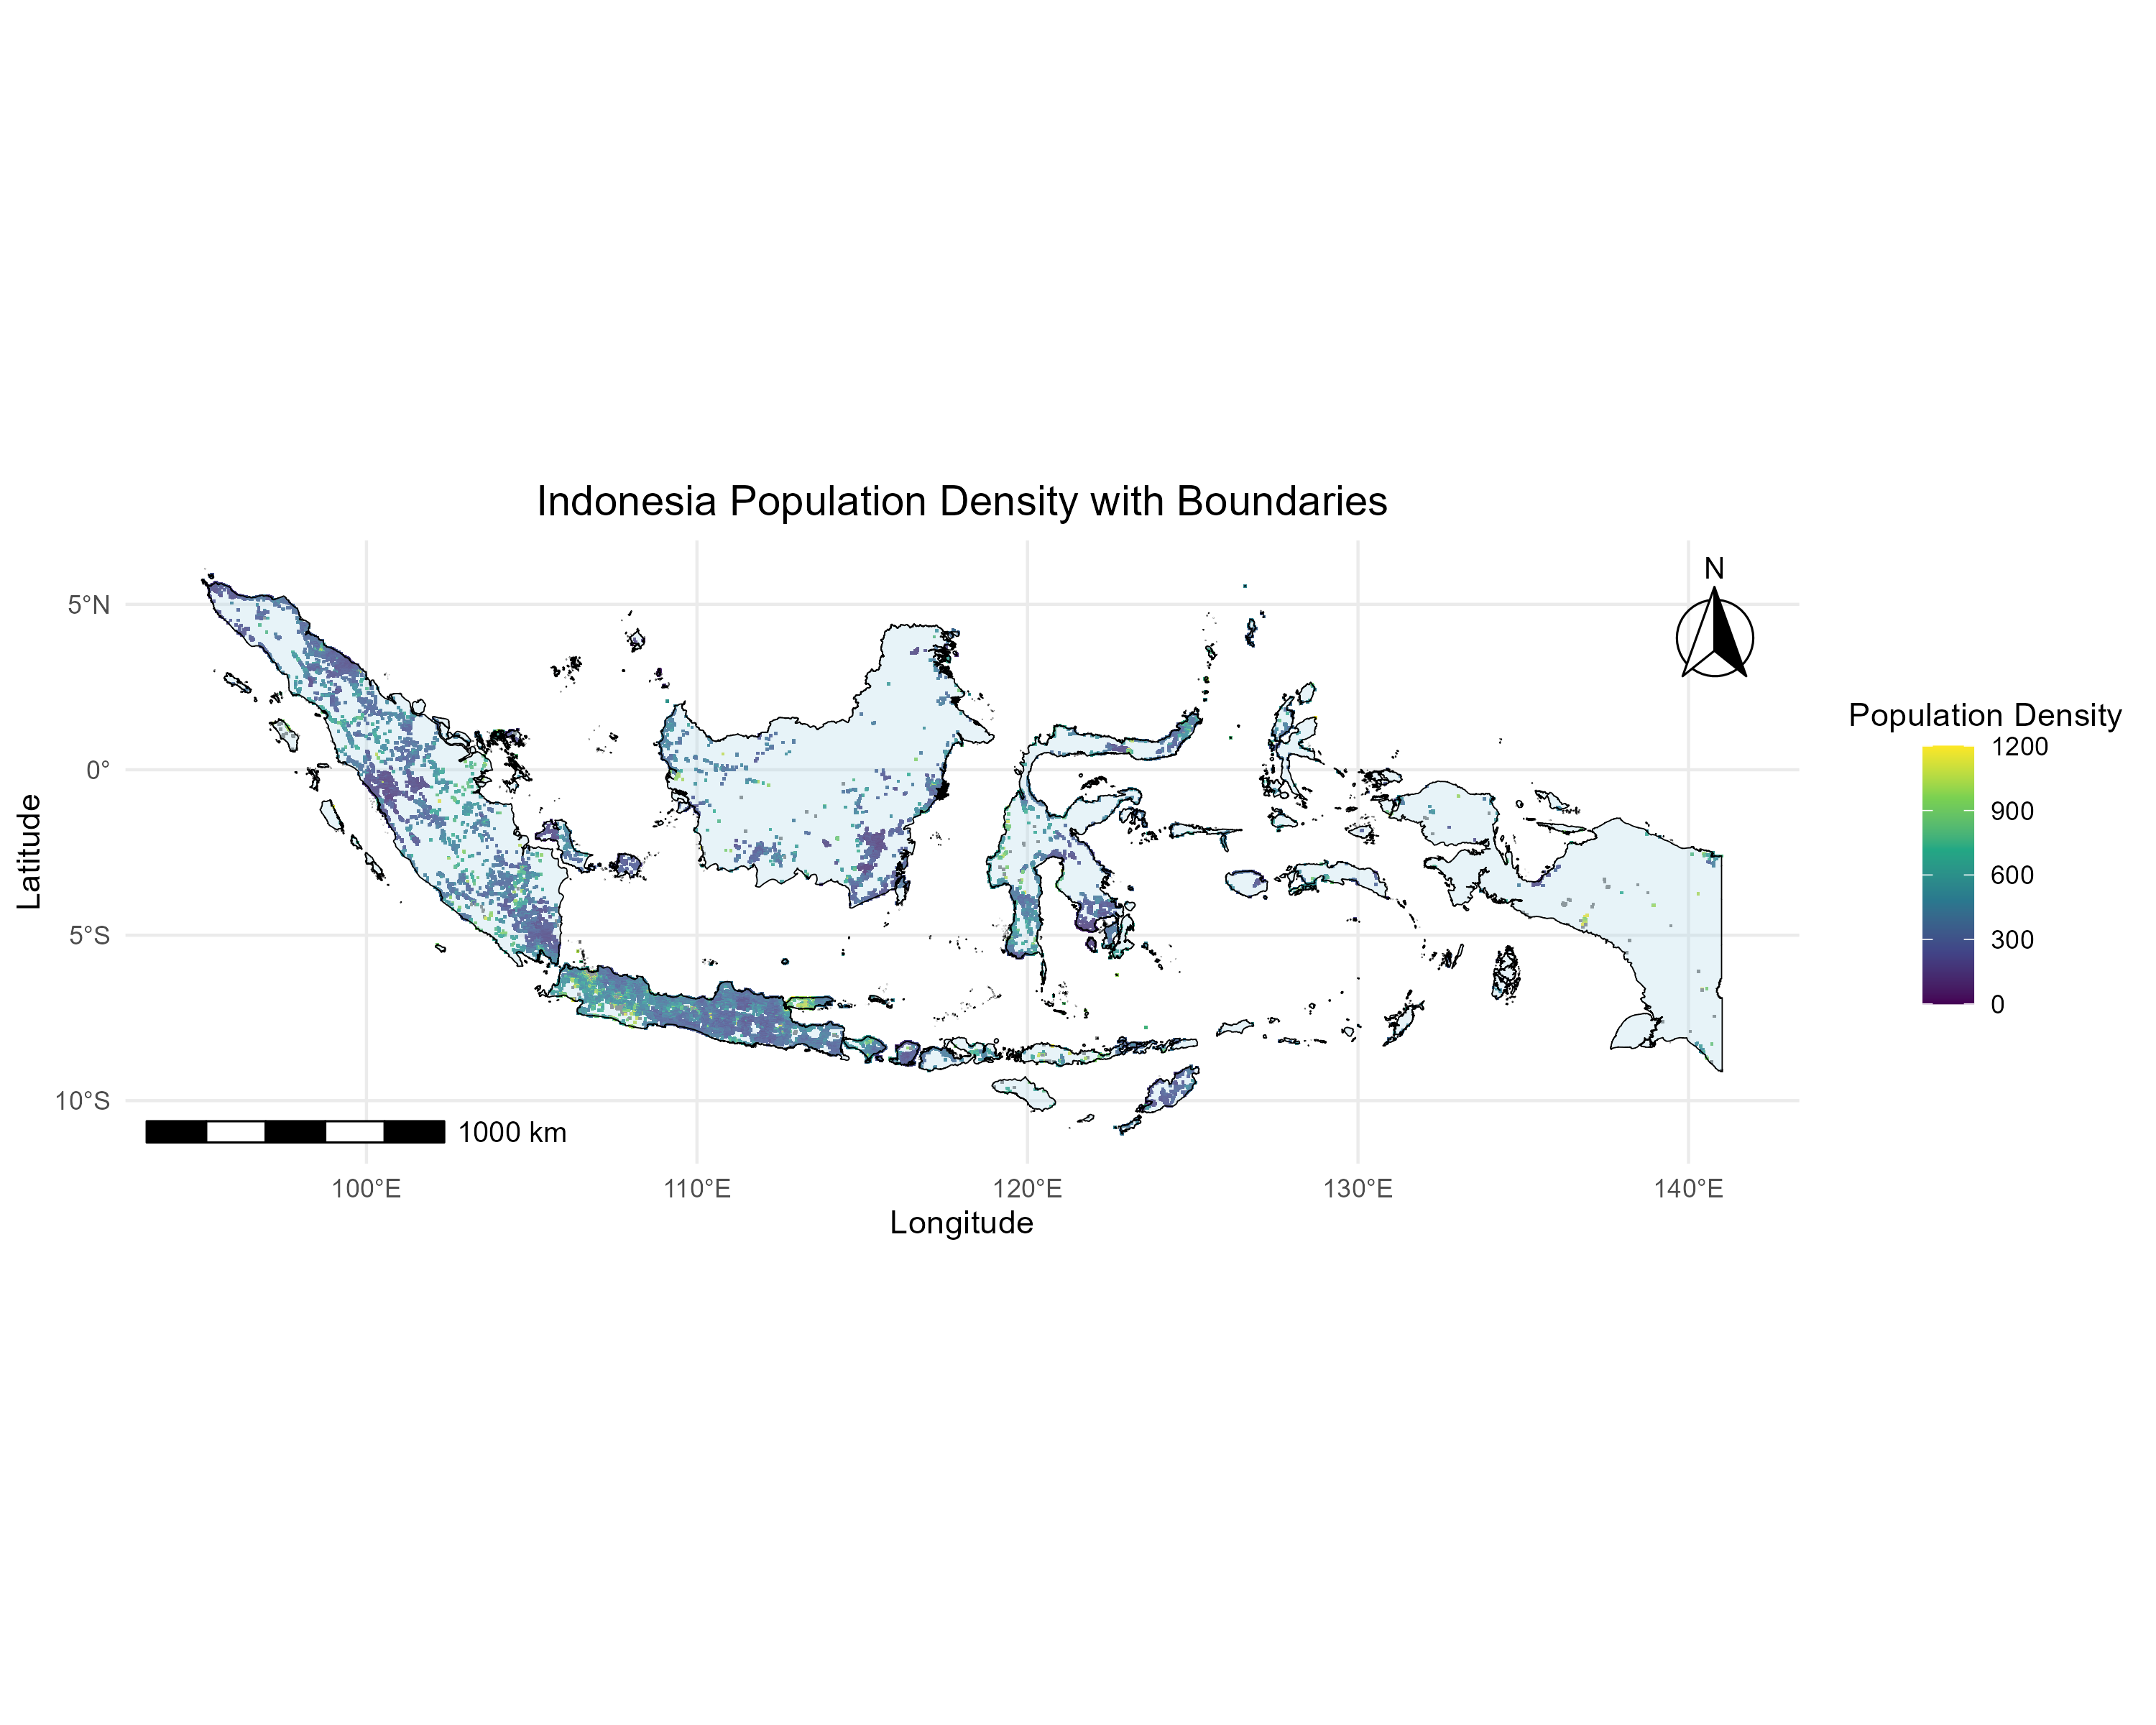 Indonesia Population Density with Boundaries
N
5°N
0°
5°S
10°S
Latitude
1000 km
100°E
110°E
120°E
130°E
140°E
Longitude
Population Density
1200
900
600
300
0